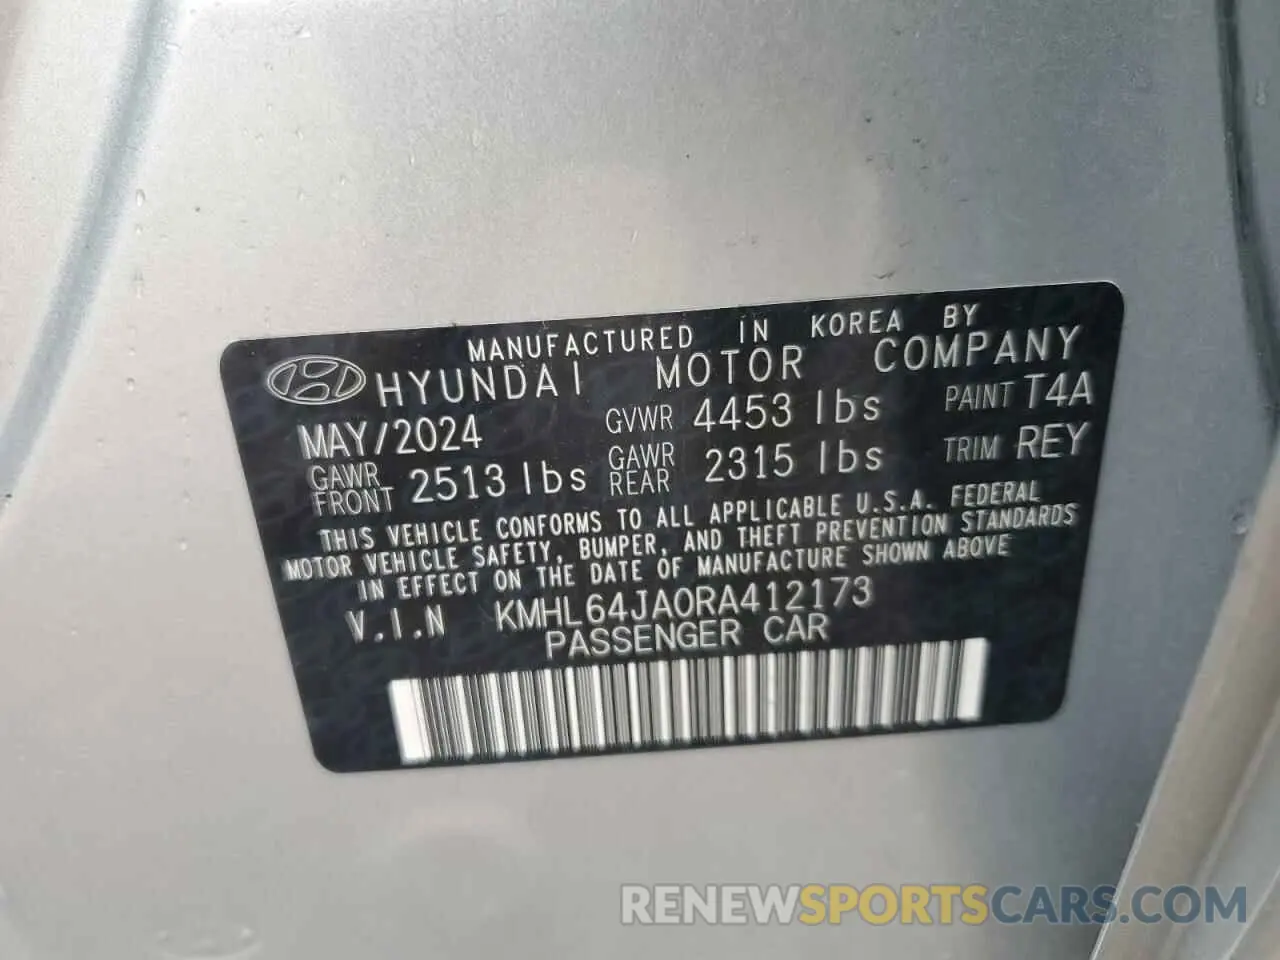 MANUFACTURED IN KOREA BY
HYUNDAI MOTOR COMPANY
MAY/2024 GVWR 4453 lbs PAINT T4A
GAWR FRONT 2513 lbs GAWR REAR 2315 lbs TRIM REY
THIS VEHICLE CONFORMS TO ALL APPLICABLE U.S.A. FEDERAL
MOTOR VEHICLE SAFETY, BUMPER, AND THEFT PREVENTION STANDARDS
IN EFFECT ON THE DATE OF MANUFACTURE SHOWN ABOVE
V.I.N KMHL64JA0RA412173
PASSENGER CAR
RENEWSPORTSCARS.COM